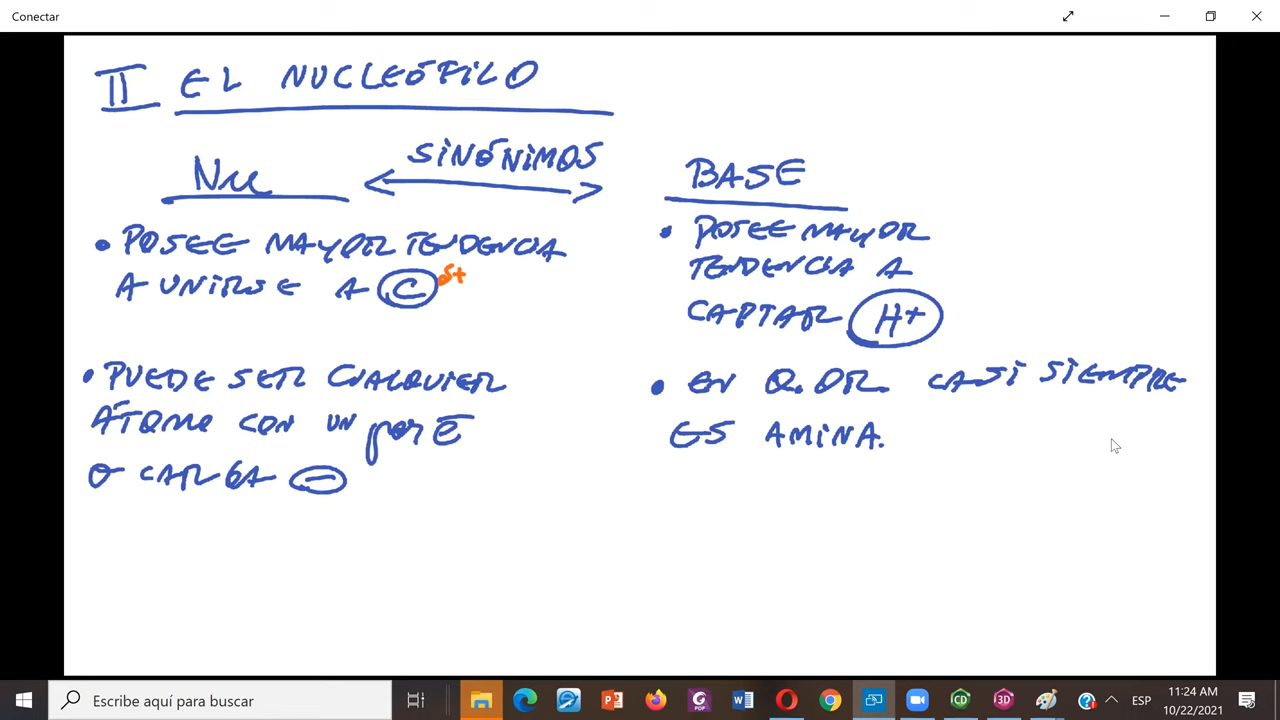 Conectar
II EL NUCLEÓFILO
Nu
SINÓNIMOS
BASE
• POSEE MAYOR TENDENCIA
A UNIRSE A C δ+
• POSEE MAYOR
TENDENCIA A
CAPTAR H+
• PUEDE SER CUALQUIER
ÁTOMO CON UN par ē
O CARGA −
• EN Q. OR. CASI SIEMPRE
ES AMINA.
Escribe aquí para buscar
ESP
11:24 AM
10/22/2021